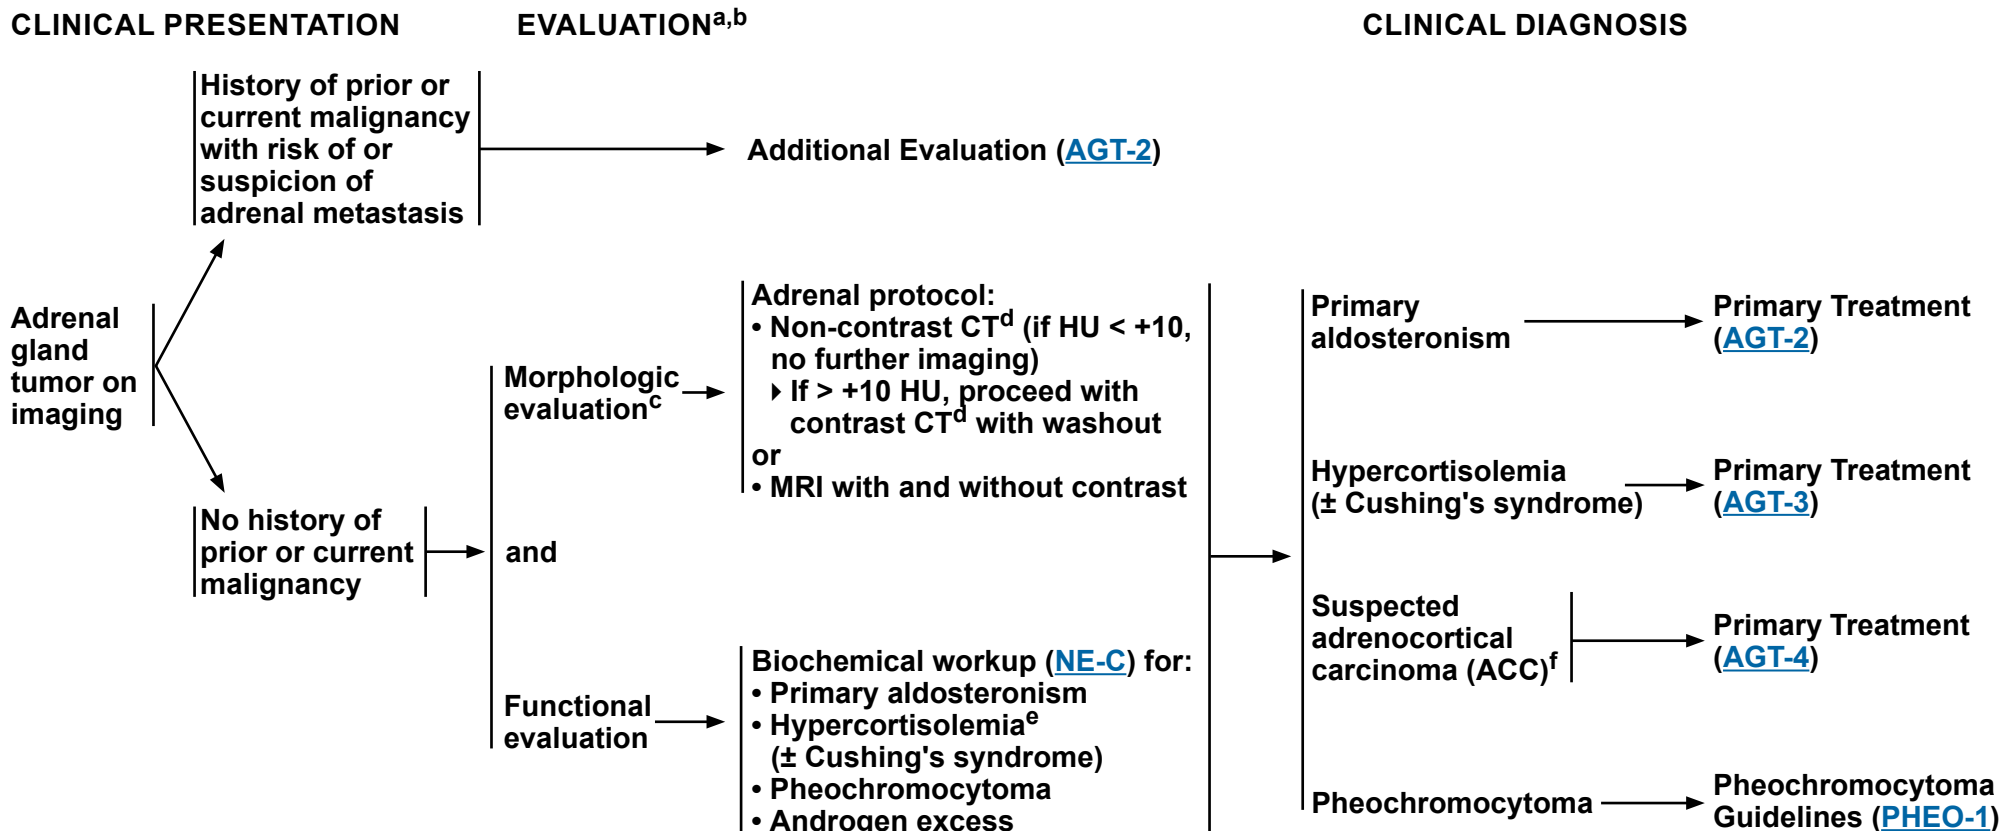 CLINICAL PRESENTATION
EVALUATIONa,b
CLINICAL DIAGNOSIS
History of prior or
current malignancy
with risk of or
suspicion of
adrenal metastasis
Additional Evaluation (AGT-2)
Adrenal
gland
tumor on
imaging
No history of
prior or current
malignancy
Morphologic
evaluationc
and
Functional
evaluation
Adrenal protocol:
• Non-contrast CTd (if HU < +10,
no further imaging)
‣ If > +10 HU, proceed with
contrast CTd with washout
or
• MRI with and without contrast
Biochemical workup (NE-C) for:
• Primary aldosteronism
• Hypercortisolemiae
(± Cushing's syndrome)
• Pheochromocytoma
• Androgen excess
Primary
aldosteronism
Primary Treatment
(AGT-2)
Hypercortisolemia
(± Cushing's syndrome)
Primary Treatment
(AGT-3)
Suspected
adrenocortical
carcinoma (ACC)f
Primary Treatment
(AGT-4)
Pheochromocytoma
Pheochromocytoma
Guidelines (PHEO-1)